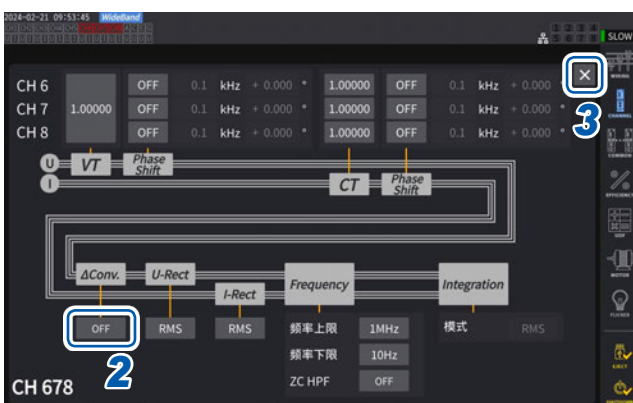 2024-02-21 09:53:45 WideBand
SLOW
WIRING
CH 6 OFF 0.1 kHz + 0.000 ° 1.00000 OFF 0.1 kHz + 0.000 °
CH 7 1.00000 OFF 0.1 kHz + 0.000 ° 1.00000 OFF 0.1 kHz + 0.000 °
CH 8 OFF 0.1 kHz + 0.000 ° 1.00000 OFF 0.1 kHz + 0.000 °
3
CHANNEL
COMMON
U VT Phase Shift
I CT Phase Shift
EFFICIENCY
UDF
MOTOR
FLICKER
ΔConv. U-Rect I-Rect Frequency Integration
OFF RMS RMS 频率上限 1MHz 模式 RMS
2
频率下限 10Hz
ZC HPF OFF
CH 678
EJECT
SHUTDOWN